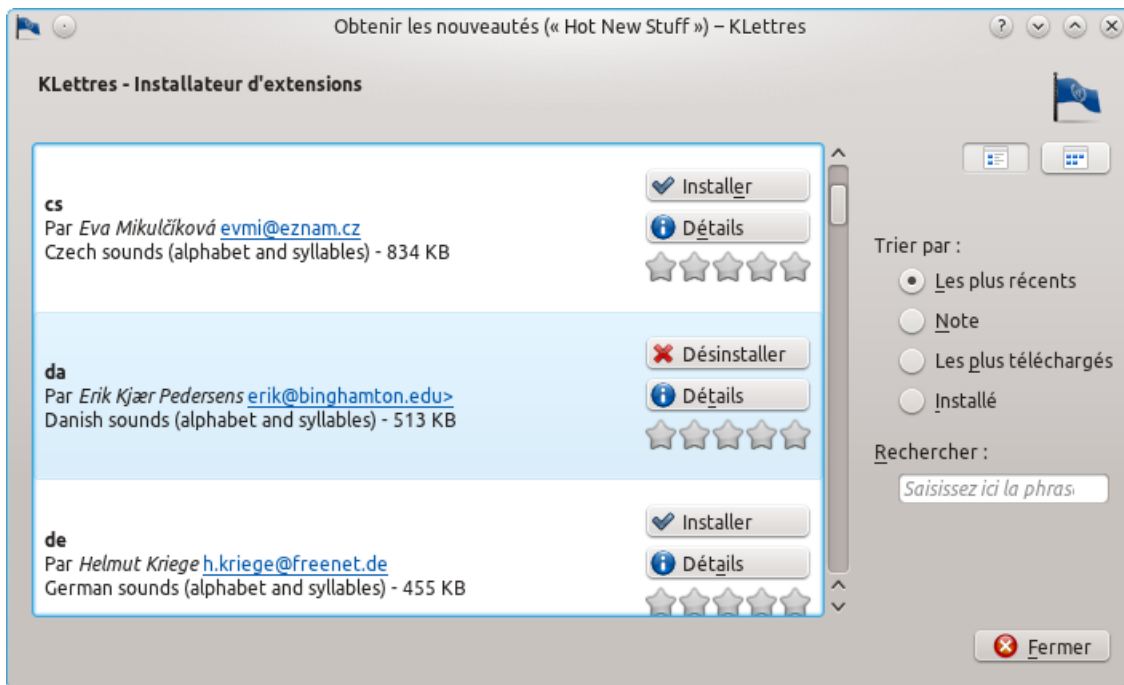 Obtenir les nouveautés (« Hot New Stuff ») – KLettres
KLettres - Installateur d'extensions
cs
Par Eva Mikulčíková evmi@eznam.cz
Czech sounds (alphabet and syllables) - 834 KB
Installer
Détails
da
Par Erik Kjær Pedersens erik@binghamton.edu>
Danish sounds (alphabet and syllables) - 513 KB
Désinstaller
Détails
de
Par Helmut Kriege h.kriege@freenet.de
German sounds (alphabet and syllables) - 455 KB
Installer
Détails
Trier par :
Les plus récents
Note
Les plus téléchargés
Installé
Rechercher :
Saisissez ici la phras
Fermer